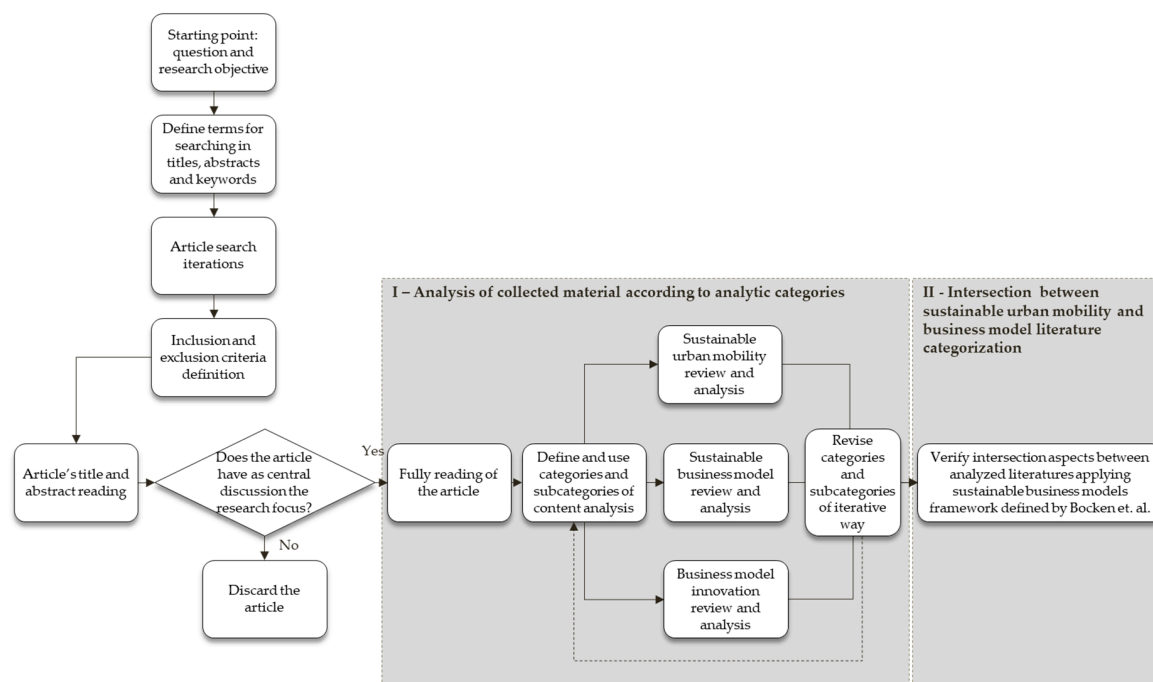 Starting point:
question and
research objective
Define terms for
searching in
titles, abstracts
and keywords
Article search
iterations
Inclusion and
exclusion criteria
definition
Article's title and
abstract reading
Does the article
have as central
discussion the
research focus?
Yes
No
Discard the
article
I – Analysis of collected material according to analytic categories
Fully reading of
the article
Define and use
categories and
subcategories of
content analysis
Sustainable
urban mobility
review and
analysis
Sustainable
business model
review and
analysis
Business model
innovation
review and
analysis
Revise
categories
and
subcategories
of iterative
way
II - Intersection between
sustainable urban mobility and
business model literature
categorization
Verify intersection aspects between
analyzed literatures applying
sustainable business models
framework defined by Bocken et. al.